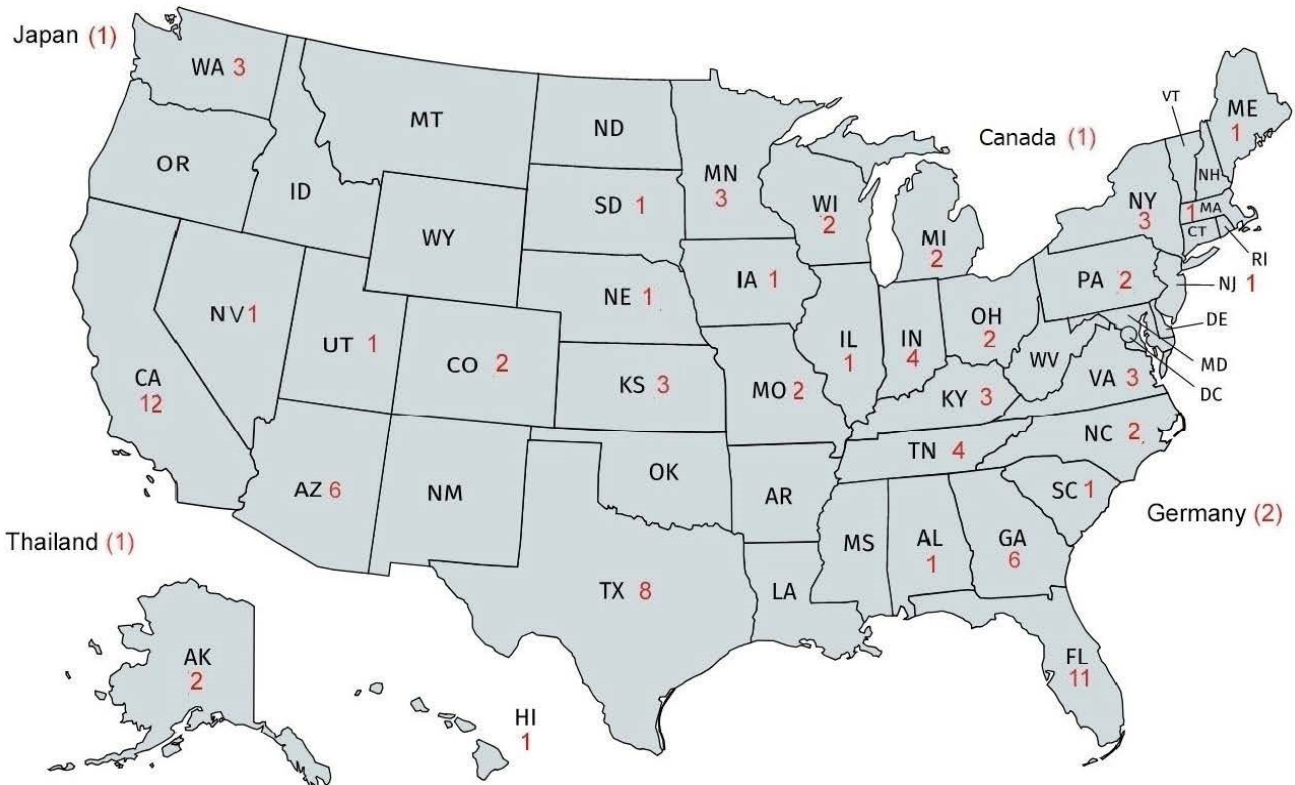 Japan (1)
WA 3
MT
ND
MN
3
OR
ID
SD 1
WY
WI
2
MI
2
Canada (1)
VT
ME
1
NH
NY
3
1 MA
CT
RI
NJ 1
PA 2
DE
MD
DC
NV 1
UT 1
CO 2
NE 1
IA 1
IL
1
IN
4
OH
2
WV
VA 3
CA
12
KS 3
MO 2
KY 3
NC 2
TN 4
AZ 6
NM
OK
AR
SC 1
Germany (2)
Thailand (1)
MS
AL
1
GA
6
TX 8
LA
AK
2
HI
1
FL
11